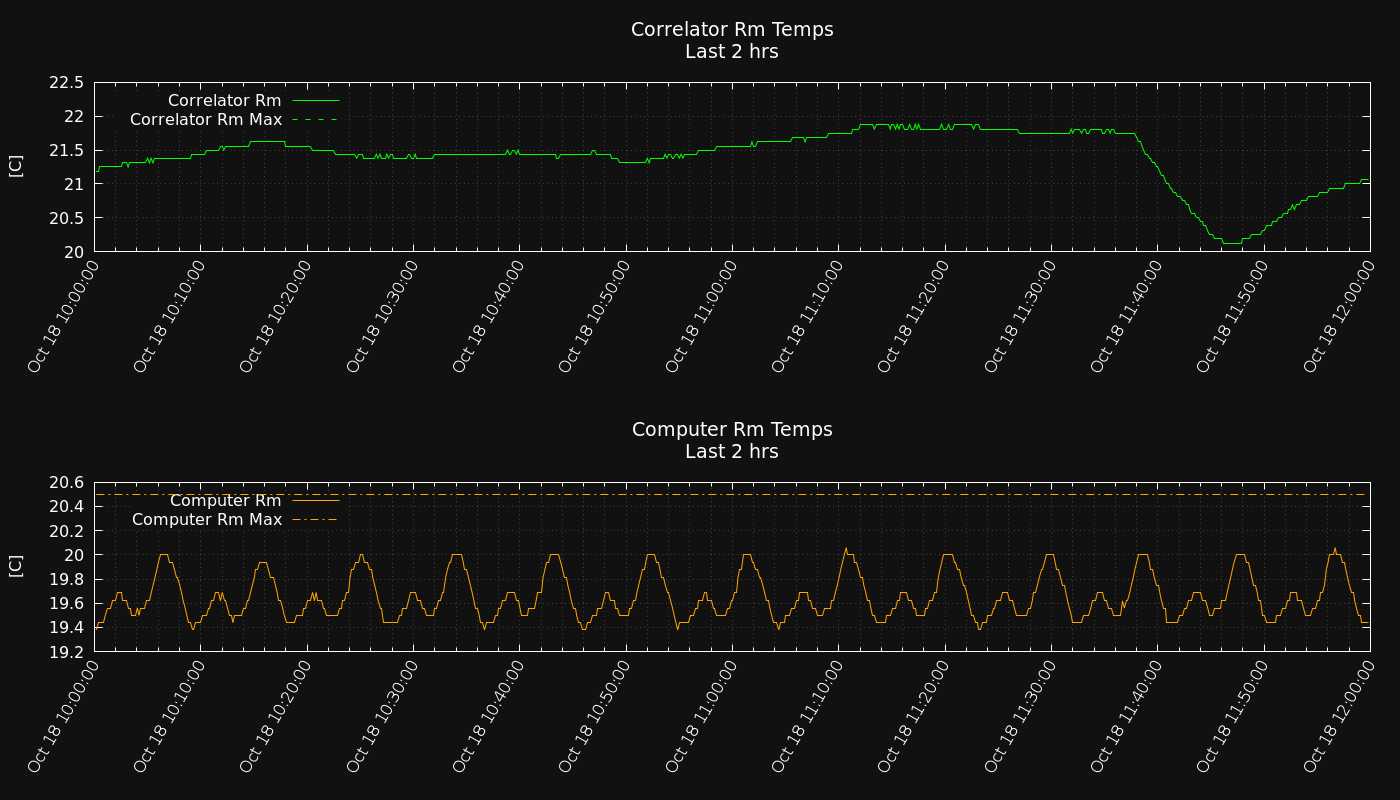 Correlator Rm Temps
Last 2 hrs
22.5
22
21.5
21
20.5
20
[C]
Correlator Rm
Correlator Rm Max
Oct 18 10:00:00
Oct 18 10:10:00
Oct 18 10:20:00
Oct 18 10:30:00
Oct 18 10:40:00
Oct 18 10:50:00
Oct 18 11:00:00
Oct 18 11:10:00
Oct 18 11:20:00
Oct 18 11:30:00
Oct 18 11:40:00
Oct 18 11:50:00
Oct 18 12:00:00
Computer Rm Temps
Last 2 hrs
20.6
20.4
20.2
20
19.8
19.6
19.4
19.2
[C]
Computer Rm
Computer Rm Max
Oct 18 10:00:00
Oct 18 10:10:00
Oct 18 10:20:00
Oct 18 10:30:00
Oct 18 10:40:00
Oct 18 10:50:00
Oct 18 11:00:00
Oct 18 11:10:00
Oct 18 11:20:00
Oct 18 11:30:00
Oct 18 11:40:00
Oct 18 11:50:00
Oct 18 12:00:00